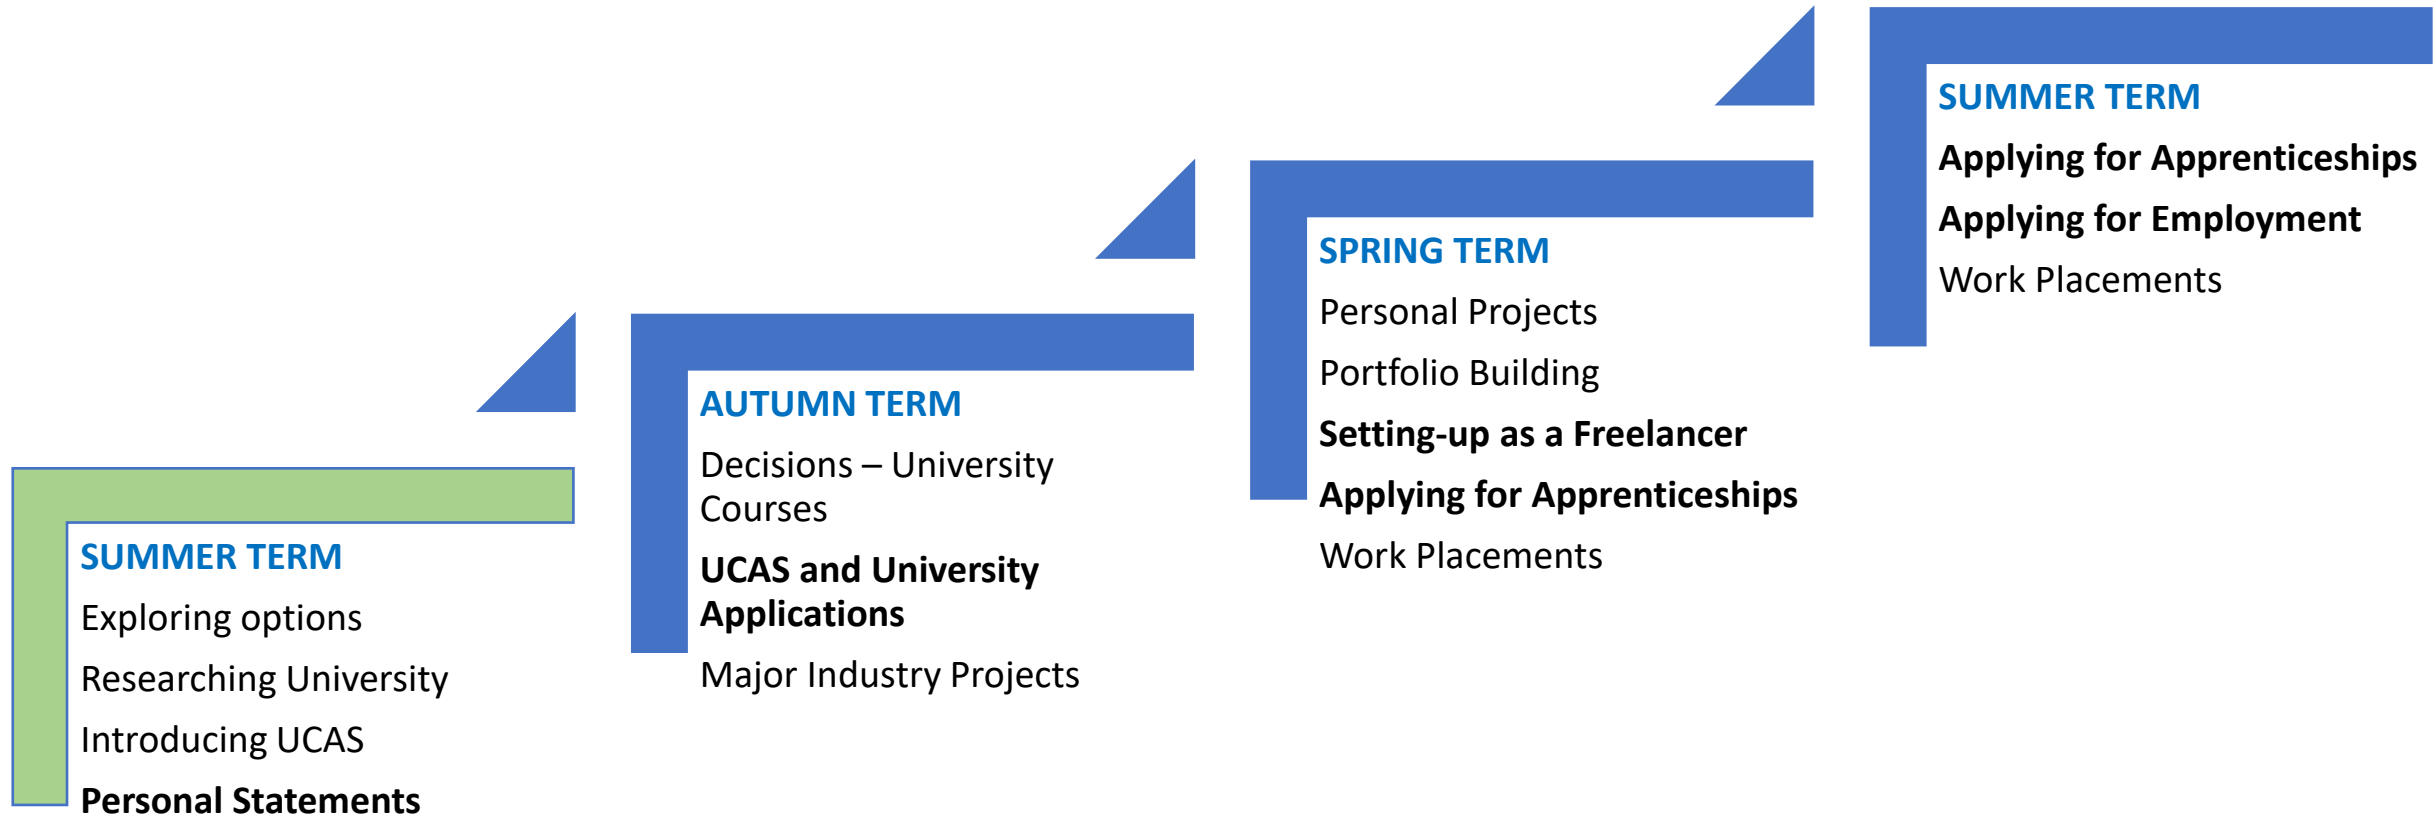 SUMMER TERM
Exploring options
Researching University
Introducing UCAS
Personal Statements
AUTUMN TERM
Decisions – University
Courses
UCAS and University
Applications
Major Industry Projects
SPRING TERM
Personal Projects
Portfolio Building
Setting-up as a Freelancer
Applying for Apprenticeships
Work Placements
SUMMER TERM
Applying for Apprenticeships
Applying for Employment
Work Placements